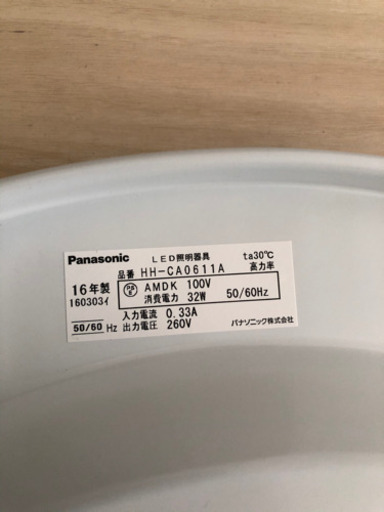 Panasonic LED照明器具 ta30℃
品番 HH-CA0611A 高力率
16年製 AMDK 100V
160303イ 消費電力 32W 50/60Hz
入力電流 0.33A
50/60 Hz 出力電圧 260V パナソニック株式会社